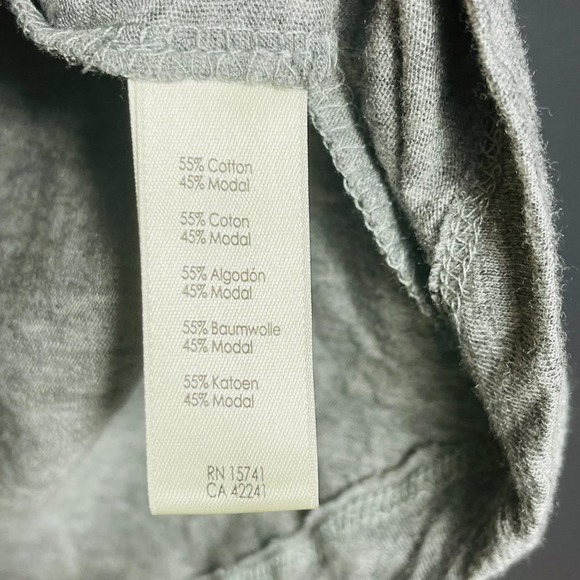 55% Cotton
45% Modal
55% Coton
45% Modal
55% Algodón
45% Modal
55% Baumwolle
45% Modal
55% Katoen
45% Modal
RN 15741
CA 42241